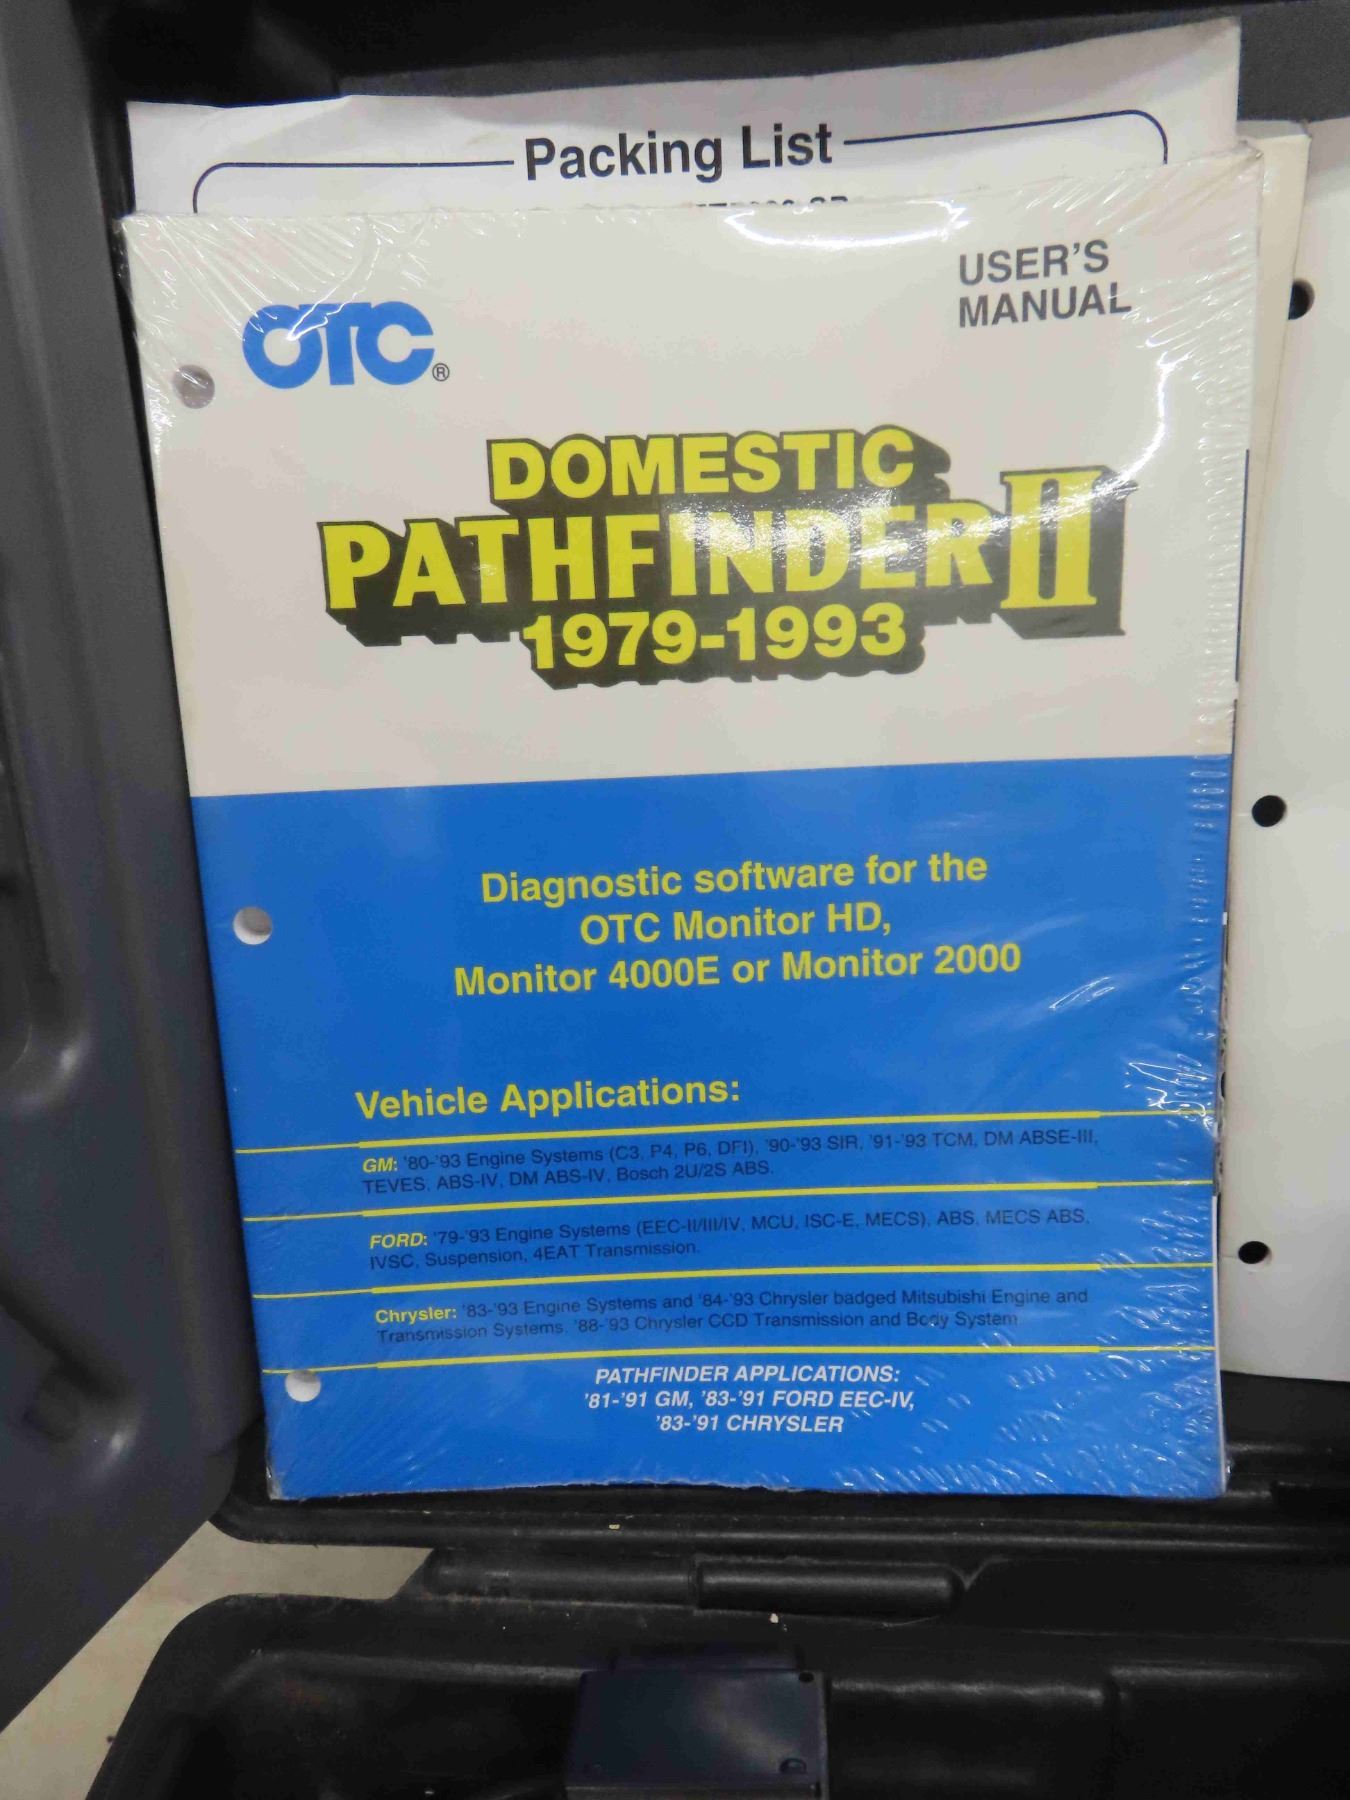 Packing List
USER'S
MANUAL
OTC®
DOMESTIC
PATHFINDER II
1979-1993
Diagnostic software for the
OTC Monitor HD,
Monitor 4000E or Monitor 2000
Vehicle Applications:
GM: '80-'93 Engine Systems (C3, P4, P6, DFI), '90-'93 SIR, '91-'93 TCM, DM ABSE-III,
TEVES, ABS-IV, DM ABS-IV, Bosch 2U/2S ABS.
FORD: '79-'93 Engine Systems (EEC-II/III/IV, MCU, ISC-E, MECS), ABS, MECS ABS,
IVSC, Suspension, 4EAT Transmission.
Chrysler: '83-'93 Engine Systems and '84-'93 Chrysler badged Mitsubishi Engine and
Transmission Systems. '88-'93 Chrysler CCD Transmission and Body System
PATHFINDER APPLICATIONS:
'81-'91 GM, '83-'91 FORD EEC-IV,
'83-'91 CHRYSLER